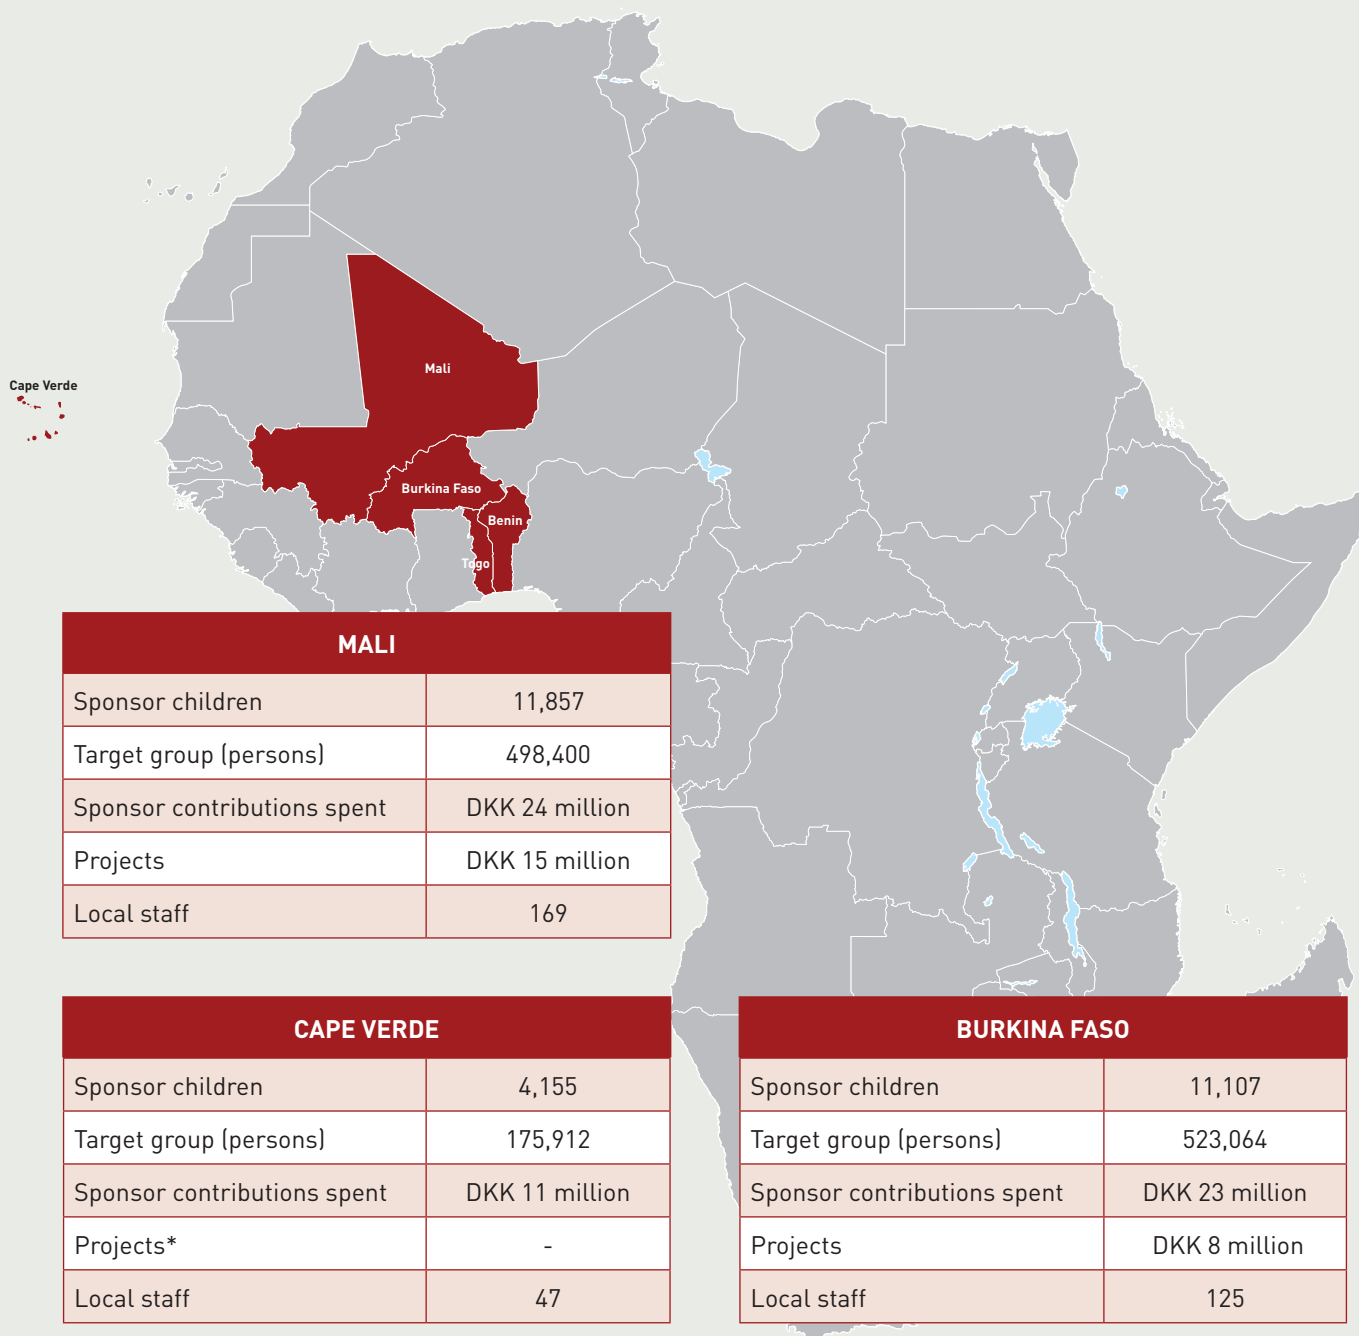 Mali
Cape Verde
Burkina Faso
Benin
Togo
MALI
Sponsor children 11,857
Target group (persons) 498,400
Sponsor contributions spent DKK 24 million
Projects DKK 15 million
Local staff 169
CAPE VERDE
Sponsor children 4,155
Target group (persons) 175,912
Sponsor contributions spent DKK 11 million
Projects* -
Local staff 47
BURKINA FASO
Sponsor children 11,107
Target group (persons) 523,064
Sponsor contributions spent DKK 23 million
Projects DKK 8 million
Local staff 125